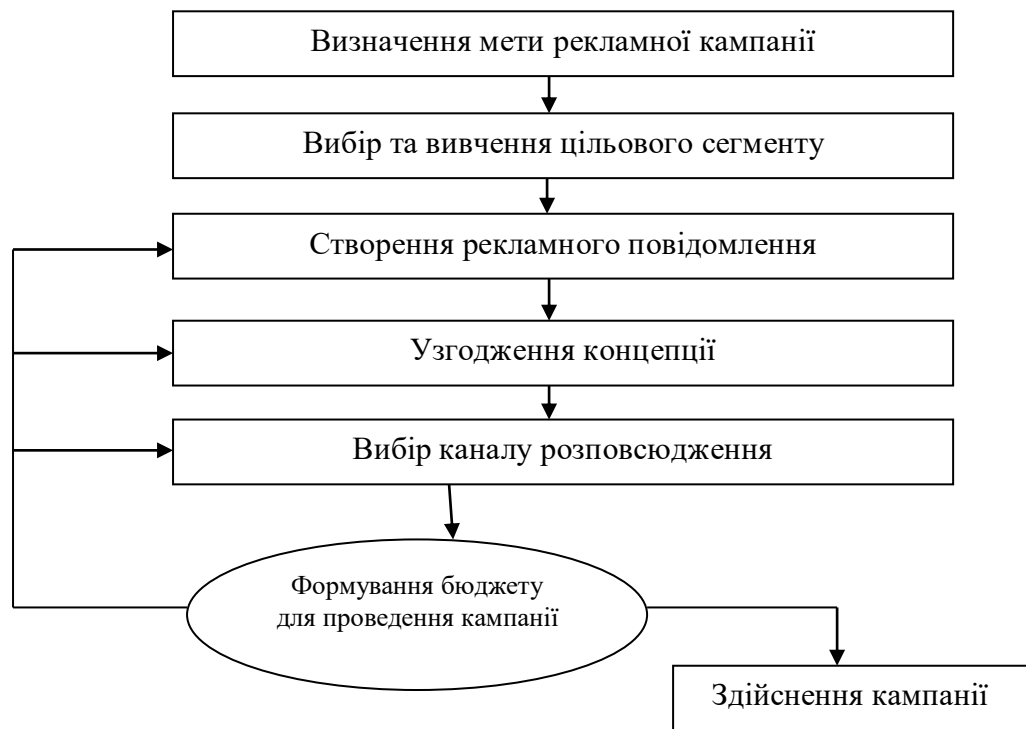 Визначення мети рекламної кампанії
Вибір та вивчення цільового сегменту
Створення рекламного повідомлення
Узгодження концепції
Вибір каналу розповсюдження
Формування бюджету
для проведення кампанії
Здійснення кампанії